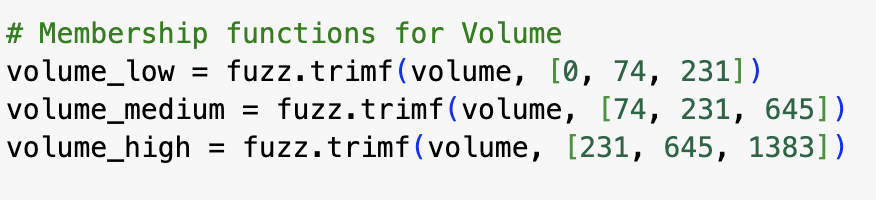 # Membership functions for Volume
volume_low = fuzz.trimf(volume, [0, 74, 231])
volume_medium = fuzz.trimf(volume, [74, 231, 645])
volume_high = fuzz.trimf(volume, [231, 645, 1383])